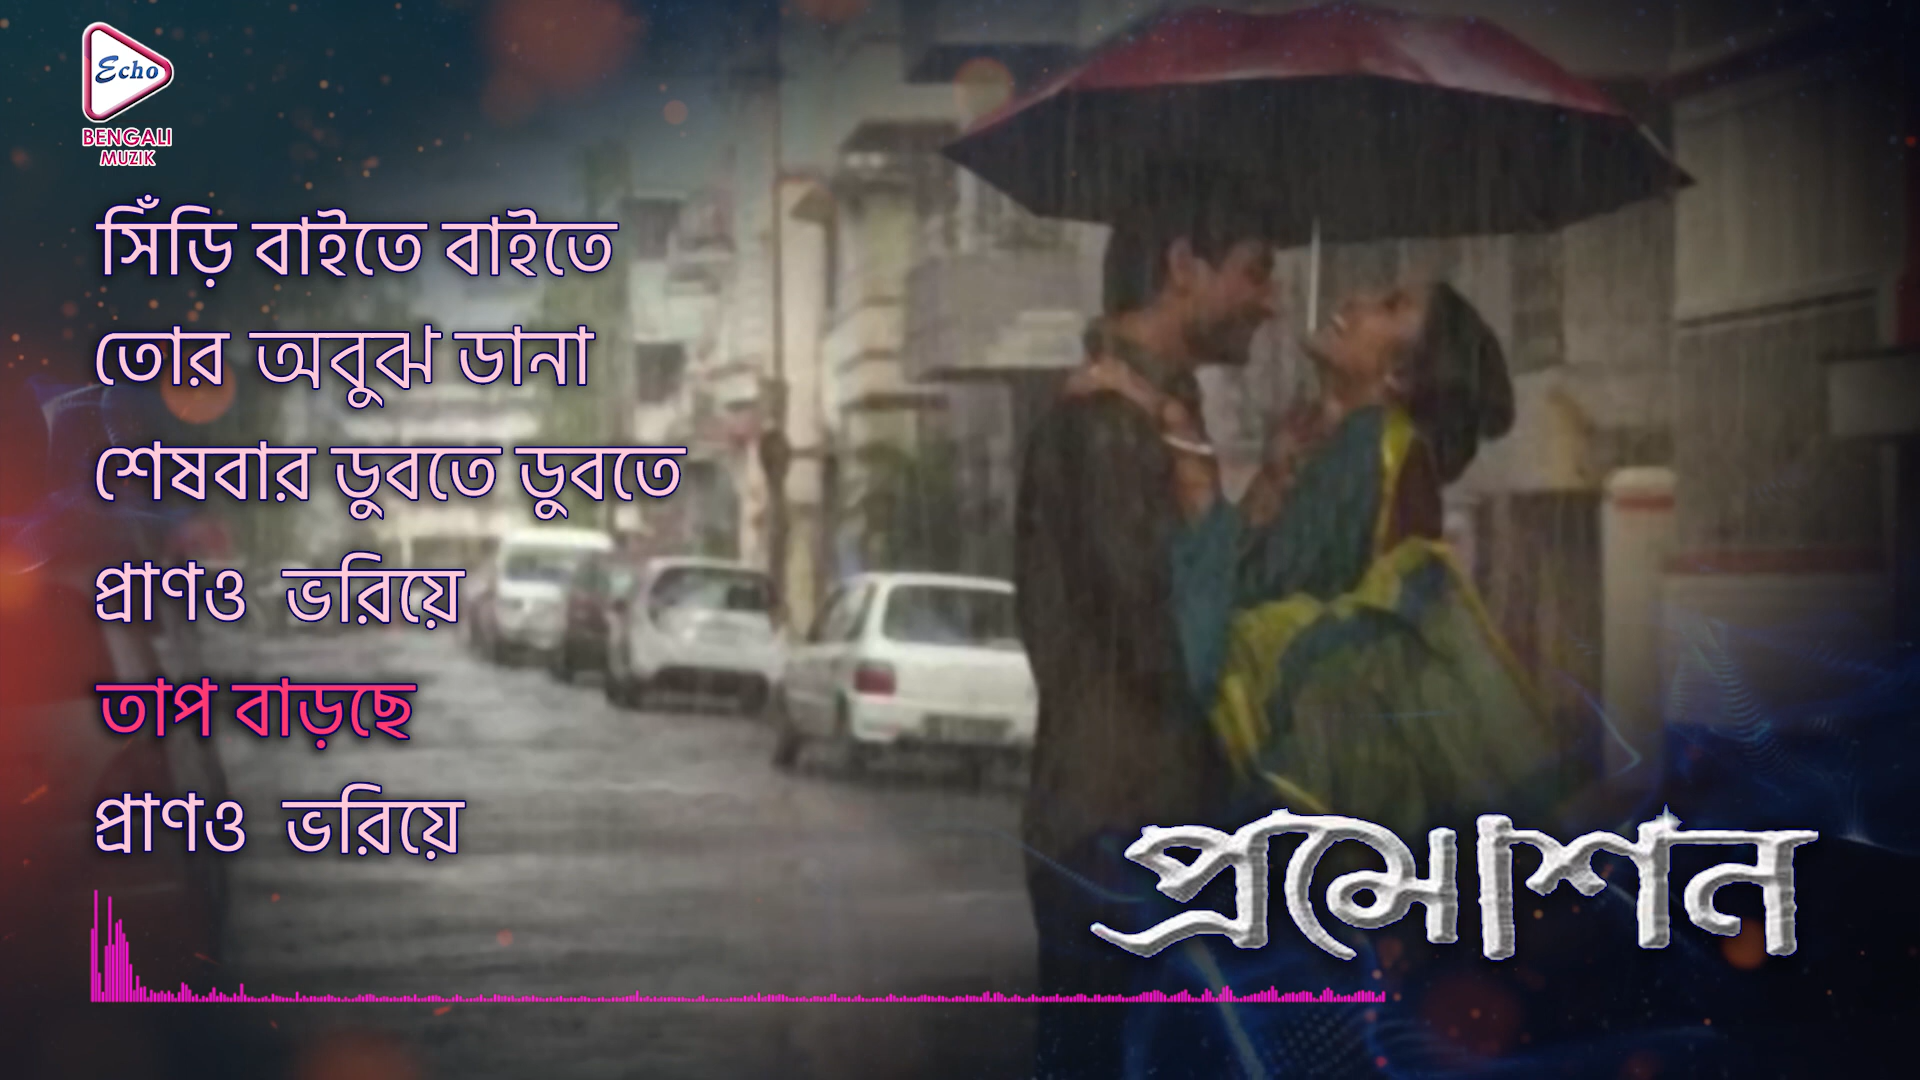 Echo
BENGALI
MUZIK
সিঁড়ি বাইতে বাইতে
তোর অবুঝ ডানা
শেষবার ডুবতে ডুবতে
প্রাণও ভরিয়ে
তাপ বাড়ছে
প্রাণও ভরিয়ে
প্রমোশন